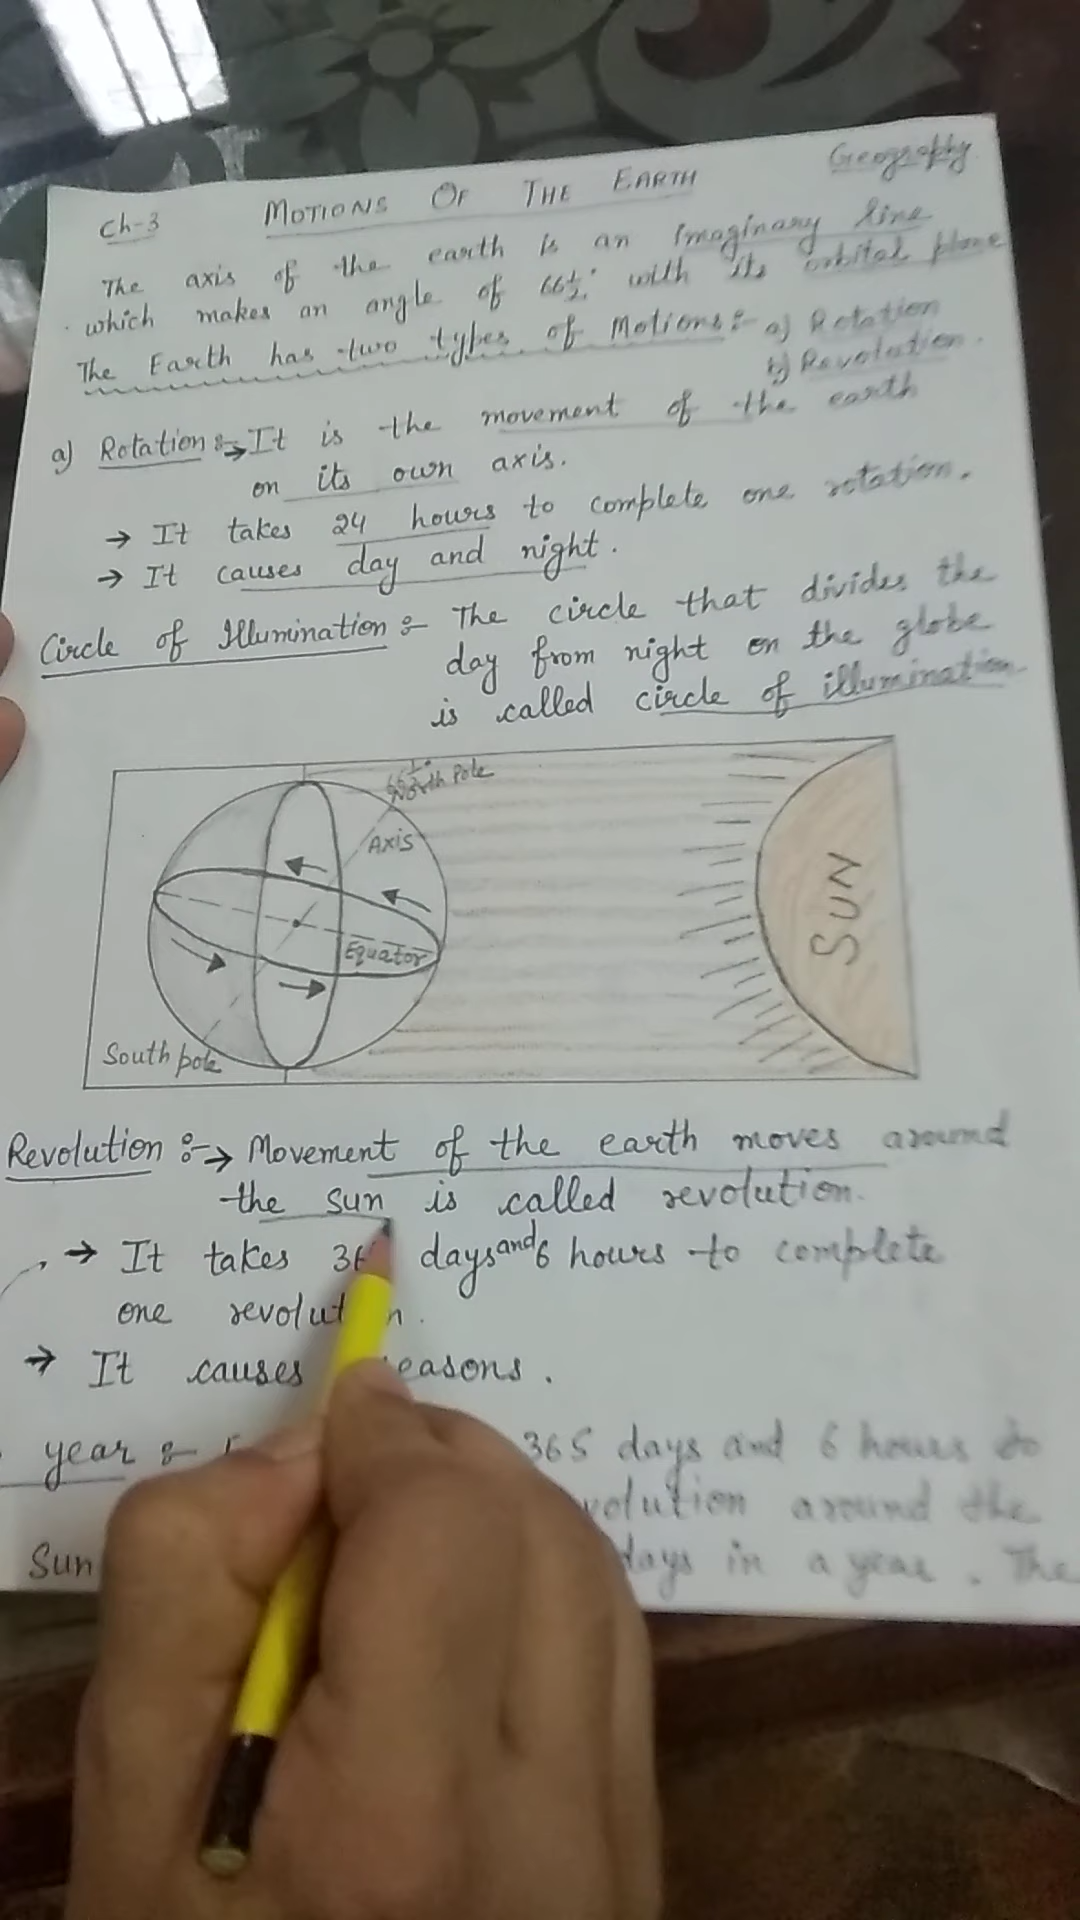 Geography
Ch-3 MOTIONS OF THE EARTH
The axis of the earth is an imaginary line
which makes an angle of 66½° with its orbital plane
The Earth has two types of Motions:- a) Rotation
b) Revolution.
a) Rotation :-→ It is the movement of the earth
on its own axis.
→ It takes 24 hours to complete one rotation.
→ It causes day and night.
Circle of Illumination :- The circle that divides the
day from night on the globe
is called circle of illumination
66½°
North Pole
Axis
Equator
South pole
SUN
Revolution :-→ Movement of the earth moves around
the sun is called revolution.
→ It takes days and 6 hours to complete
one
→ It causes
year :- 365 days and 6 hours to
around the
Sun days in a year. The